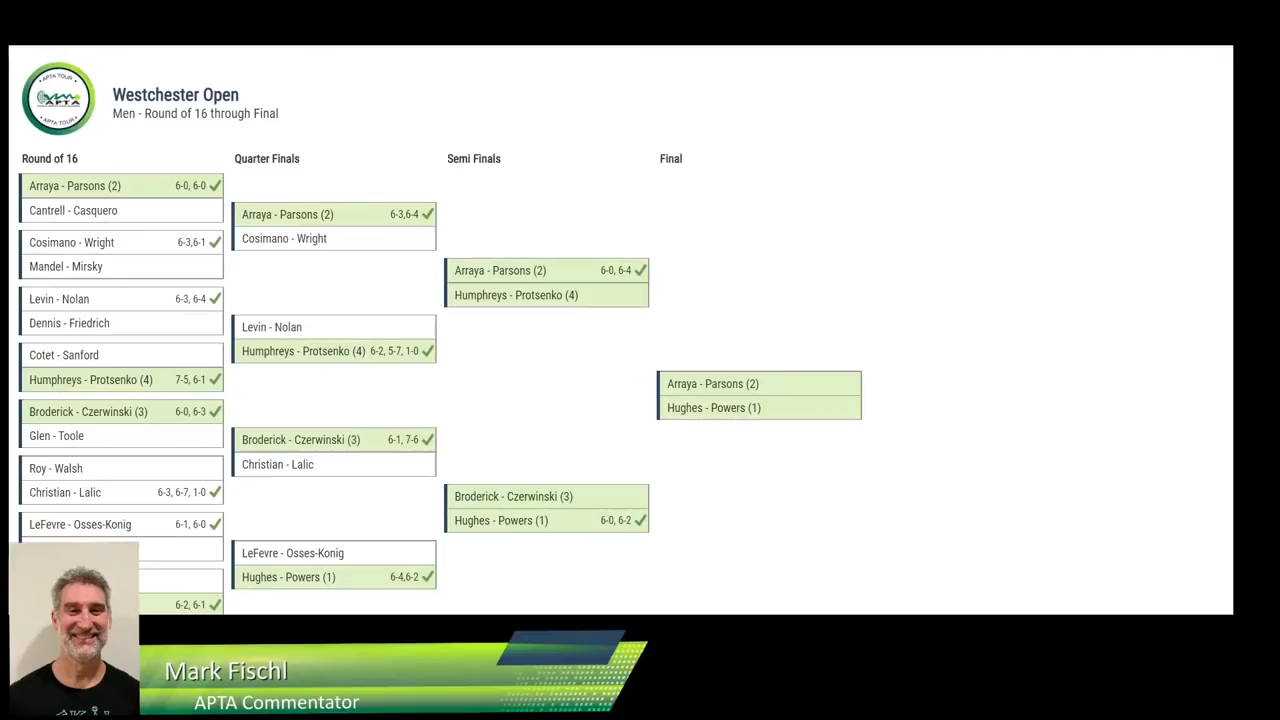 APTA TOUR
APTA
APTA TOUR
Westchester Open
Men - Round of 16 through Final
Round of 16
Quarter Finals
Semi Finals
Final
Arraya - Parsons (2) 6-0, 6-0
Cantrell - Casquero
Cosimano - Wright 6-3,6-1
Mandel - Mirsky
Levin - Nolan 6-3, 6-4
Dennis - Friedrich
Cotet - Sanford
Humphreys - Protsenko (4) 7-5, 6-1
Broderick - Czerwinski (3) 6-0, 6-3
Glen - Toole
Roy - Walsh
Christian - Lalic 6-3, 6-7, 1-0
LeFevre - Osses-Konig 6-1, 6-0
6-2, 6-1
Arraya - Parsons (2) 6-3,6-4
Cosimano - Wright
Levin - Nolan
Humphreys - Protsenko (4) 6-2, 5-7, 1-0
Broderick - Czerwinski (3) 6-1, 7-6
Christian - Lalic
LeFevre - Osses-Konig
Hughes - Powers (1) 6-4,6-2
Arraya - Parsons (2) 6-0, 6-4
Humphreys - Protsenko (4)
Broderick - Czerwinski (3)
Hughes - Powers (1) 6-0, 6-2
Arraya - Parsons (2)
Hughes - Powers (1)
Mark Fischl
APTA Commentator